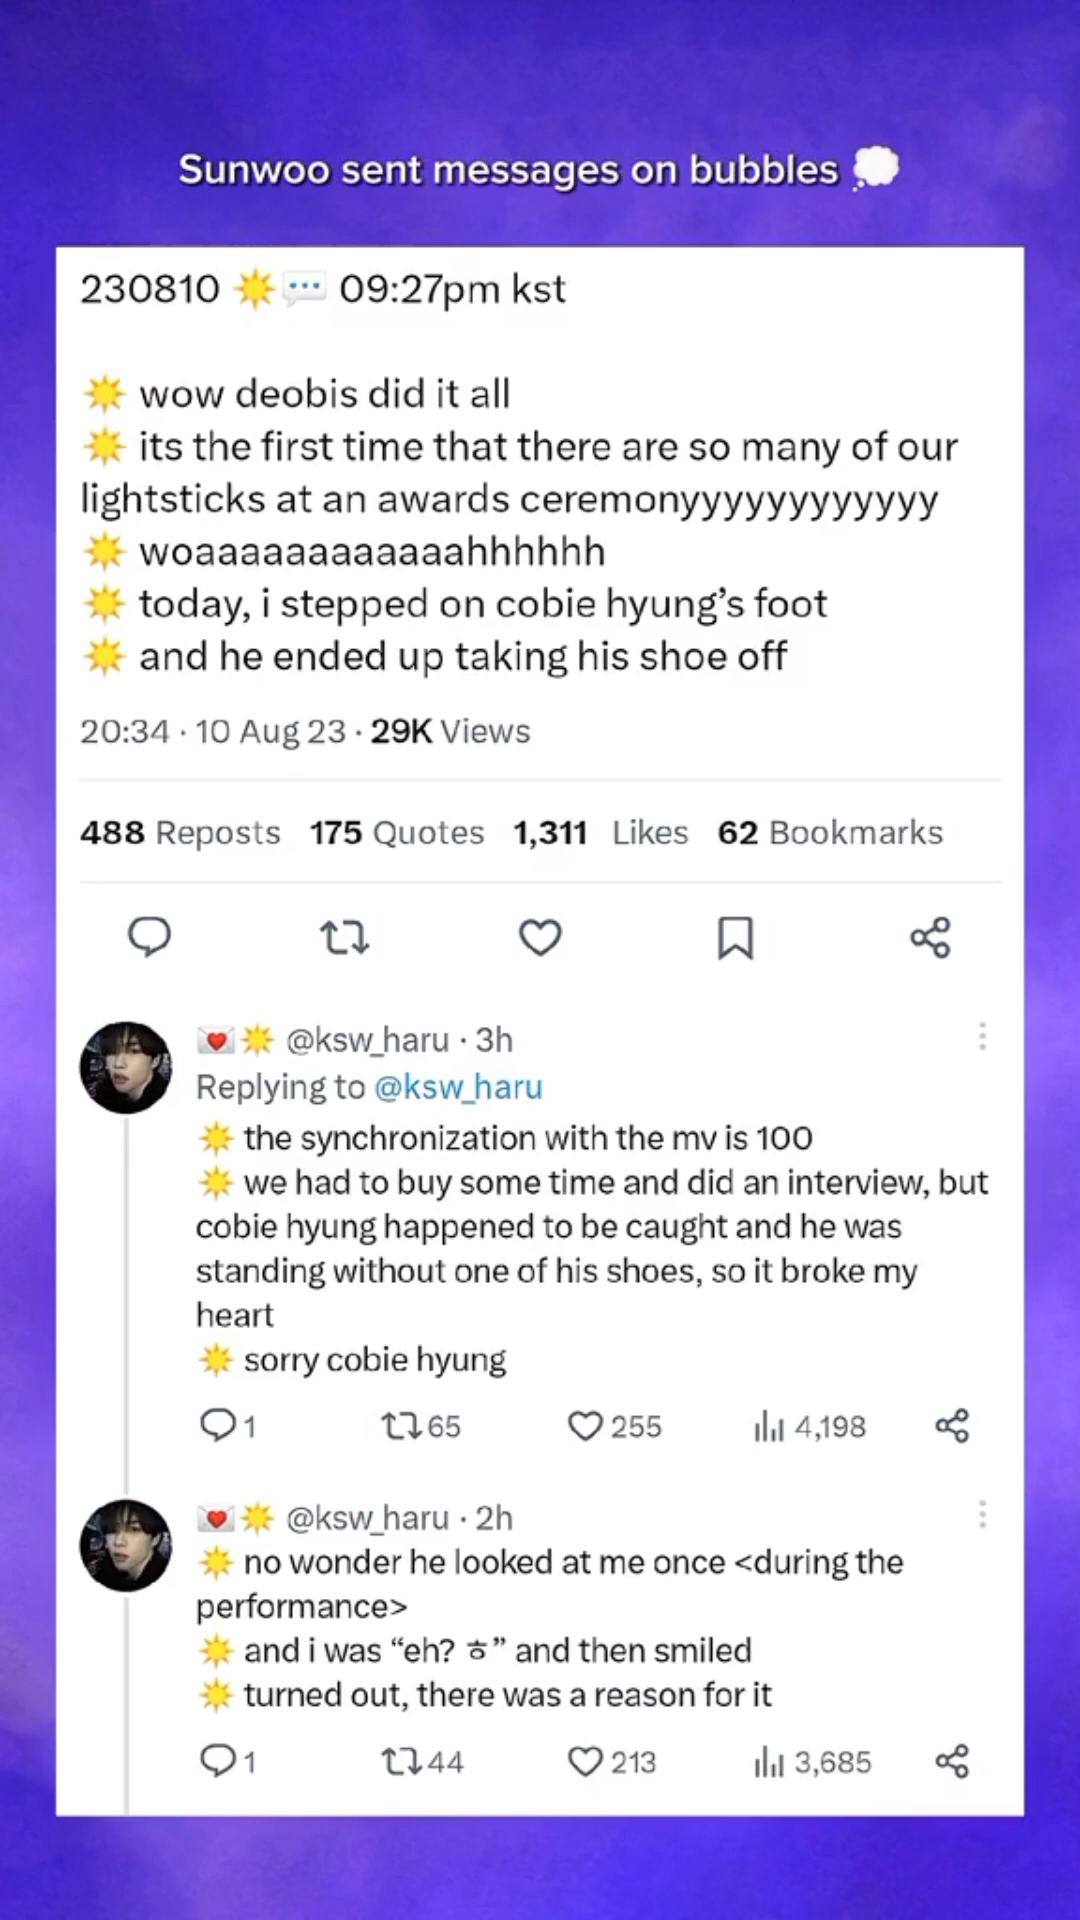 Sunwoo sent messages on bubbles 💭
230810 ☀️💬 09:27pm kst
☀️ wow deobis did it all
☀️ its the first time that there are so many of our
lightsticks at an awards ceremonyyyyyyyyyyyyy
☀️ woaaaaaaaaaaaaahhhhhh
☀️ today, i stepped on cobie hyung’s foot
☀️ and he ended up taking his shoe off
20:34 · 10 Aug 23 · 29K Views
488 Reposts 175 Quotes 1,311 Likes 62 Bookmarks
💌☀️ @ksw_haru · 3h
Replying to @ksw_haru
☀️ the synchronization with the mv is 100
☀️ we had to buy some time and did an interview, but
cobie hyung happened to be caught and he was
standing without one of his shoes, so it broke my
heart
☀️ sorry cobie hyung
1 65 255 4,198
💌☀️ @ksw_haru · 2h
☀️ no wonder he looked at me once <during the
performance>
☀️ and i was “eh? ㅎ” and then smiled
☀️ turned out, there was a reason for it
1 44 213 3,685